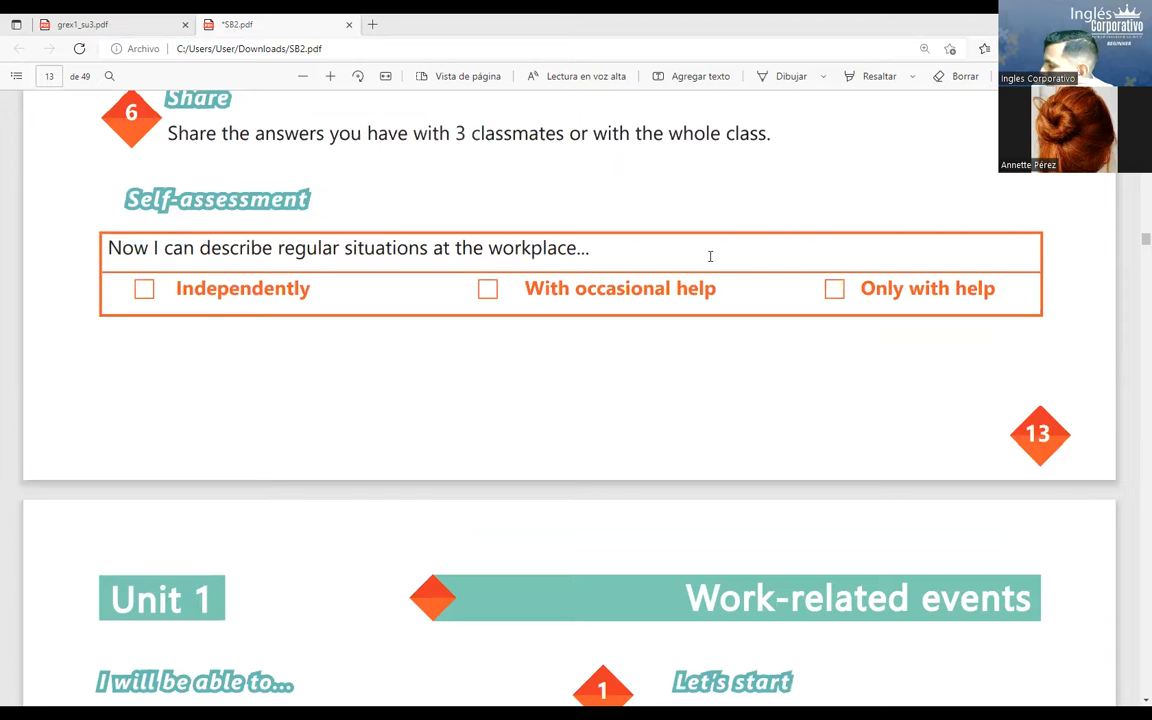 grex1_su3.pdf
*SB2.pdf
Archivo
C:/Users/User/Downloads/SB2.pdf
13
de 49
Vista de página
Lectura en voz alta
Agregar texto
Dibujar
Resaltar
Borrar
Inglés
Corporativo
BEGINNER
Ingles Corporativo
Annette Pérez
6
Share
Share the answers you have with 3 classmates or with the whole class.
Self-assessment
Now I can describe regular situations at the workplace...
Independently
With occasional help
Only with help
13
Unit 1
Work-related events
I will be able to...
1
Let's start